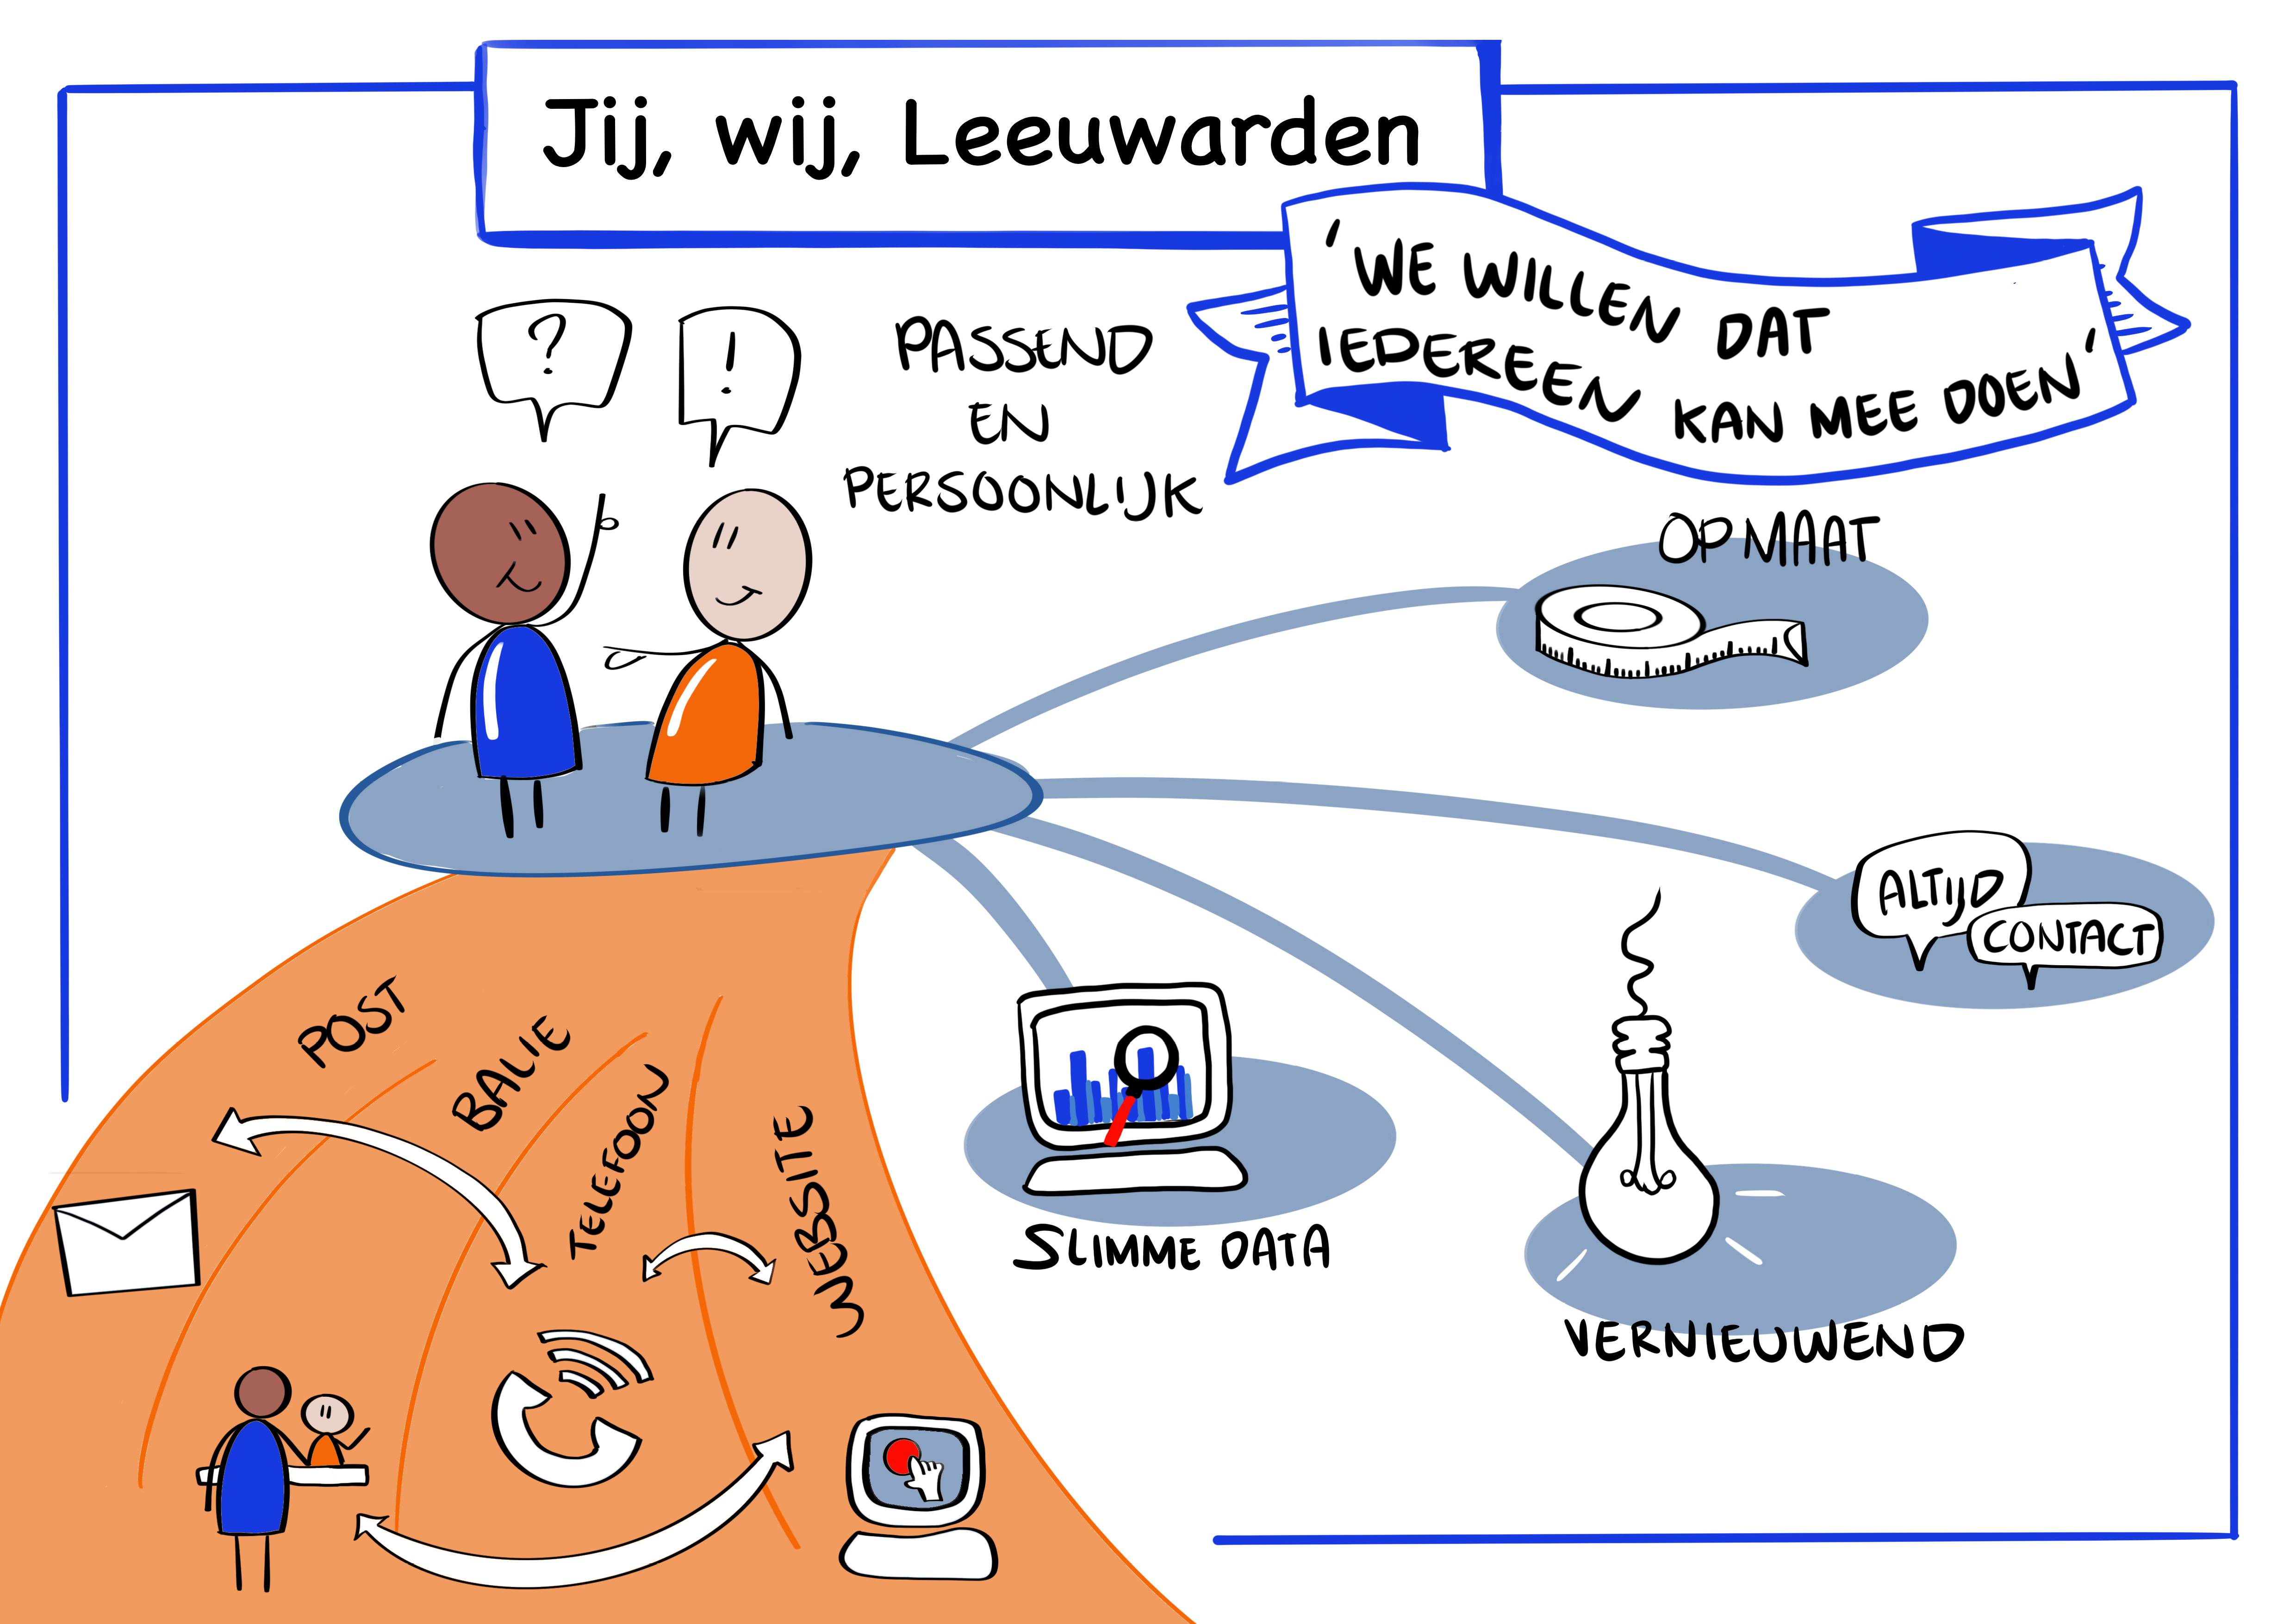 Jij, wij, Leeuwarden
'WE WILLEN DAT
IEDEREEN KAN MEE DOEN'
?
!
PASSEND
EN
PERSOONLIJK
OP MAAT
ALTIJD
CONTACT
POST
BALIE
TELEFOON
WEBSITE
SLIMME DATA
VERNIEUWEND